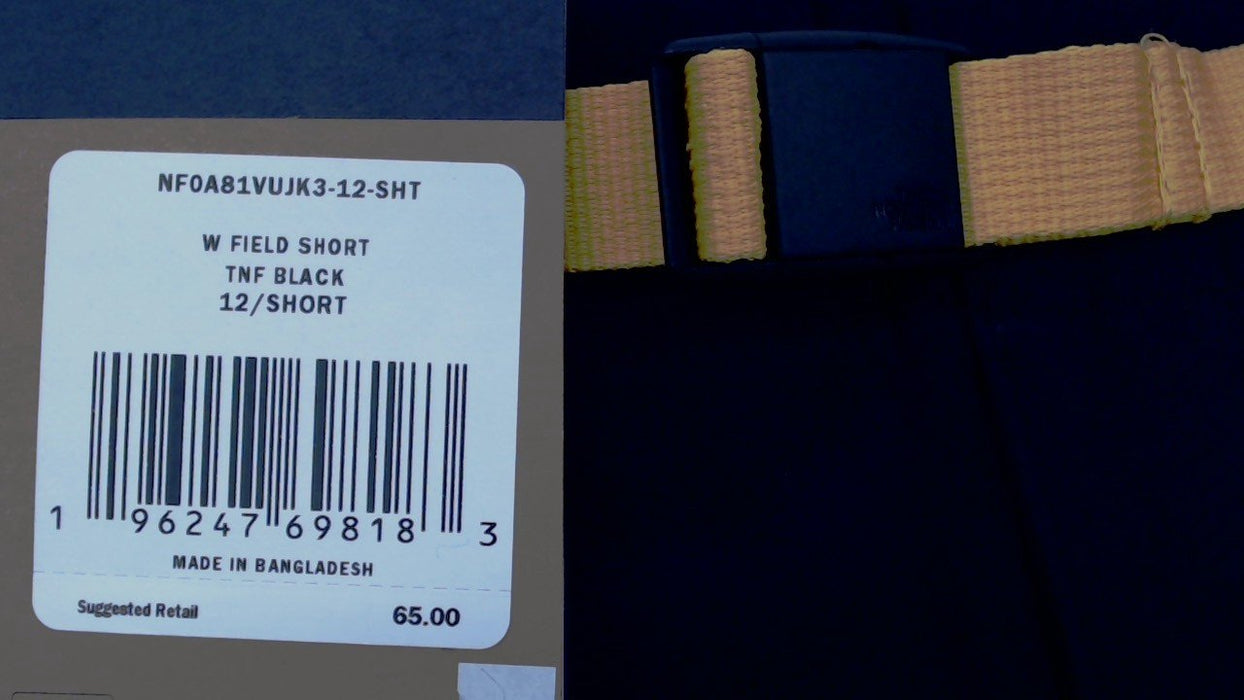 NF0A81VUJK3-12-SHT
W FIELD SHORT
TNF BLACK
12/SHORT
1 96247 69818 3
MADE IN BANGLADESH
Suggested Retail 65.00